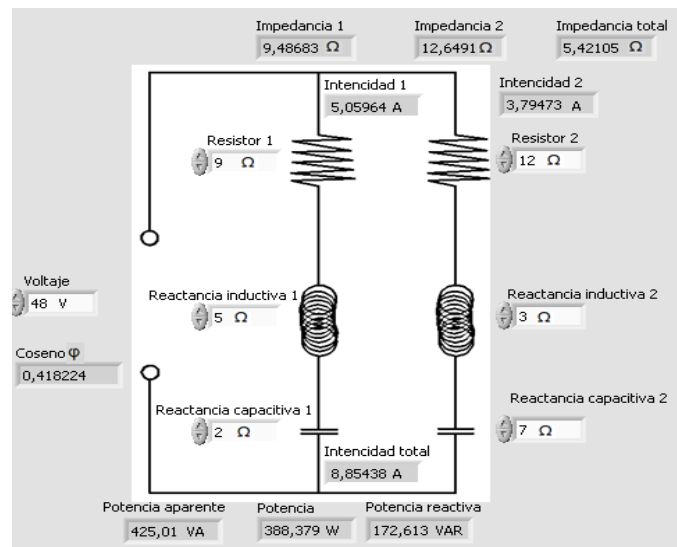 Impedancia 1 Impedancia 2 Impedancia total
9,48683 Ω 12,6491 Ω 5,42105 Ω
Intencidad 1 Intencidad 2
5,05964 A 3,79473 A
Resistor 1 Resistor 2
9 Ω 12 Ω
Voltaje
48 V
Reactancia inductiva 1 Reactancia inductiva 2
5 Ω 3 Ω
Coseno φ
0,418224
Reactancia capacitiva 1 Reactancia capacitiva 2
2 Ω 7 Ω
Intencidad total
8,85438 A
Potencia aparente Potencia Potencia reactiva
425,01 VA 388,379 W 172,613 VAR